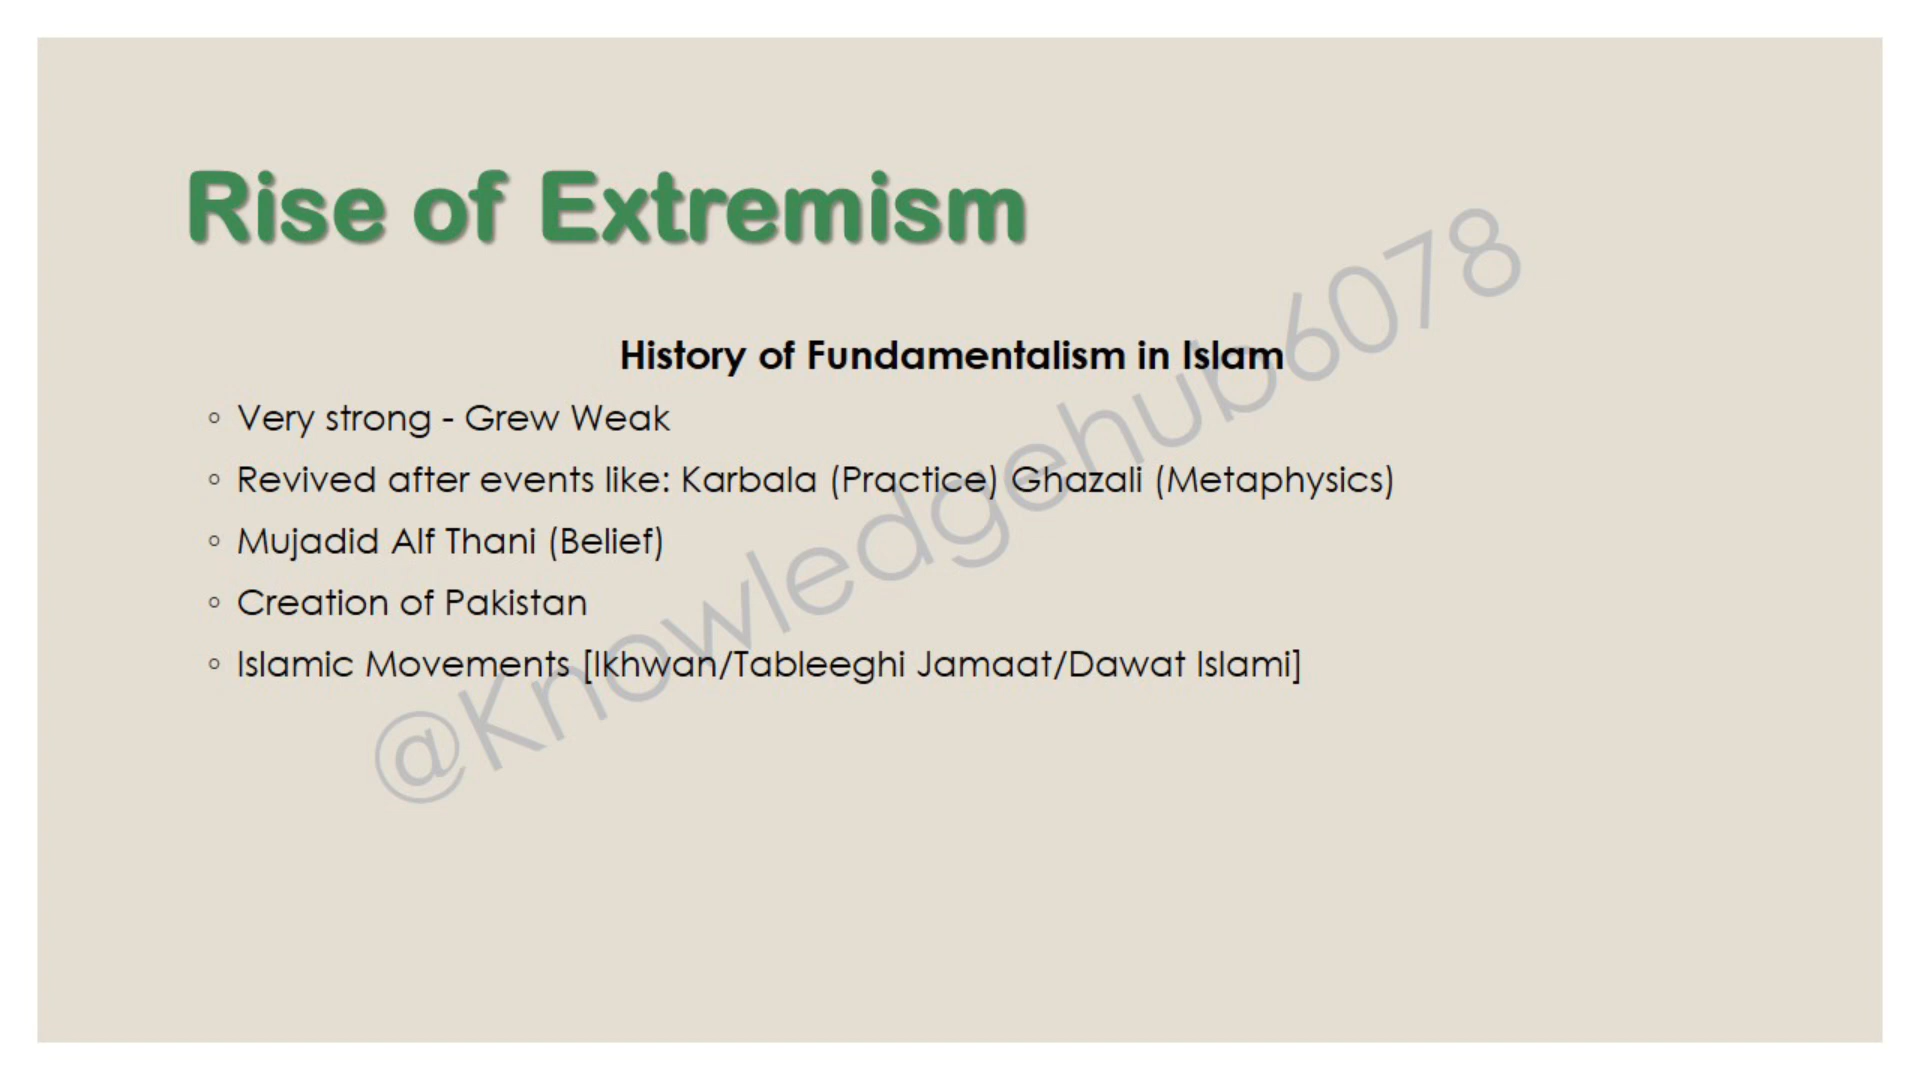 Rise of Extremism
History of Fundamentalism in Islam
◦ Very strong - Grew Weak
◦ Revived after events like: Karbala (Practice) Ghazali (Metaphysics)
◦ Mujadid Alf Thani (Belief)
◦ Creation of Pakistan
◦ Islamic Movements [Ikhwan/Tableeghi Jamaat/Dawat Islami]
@Knowledgehub6078